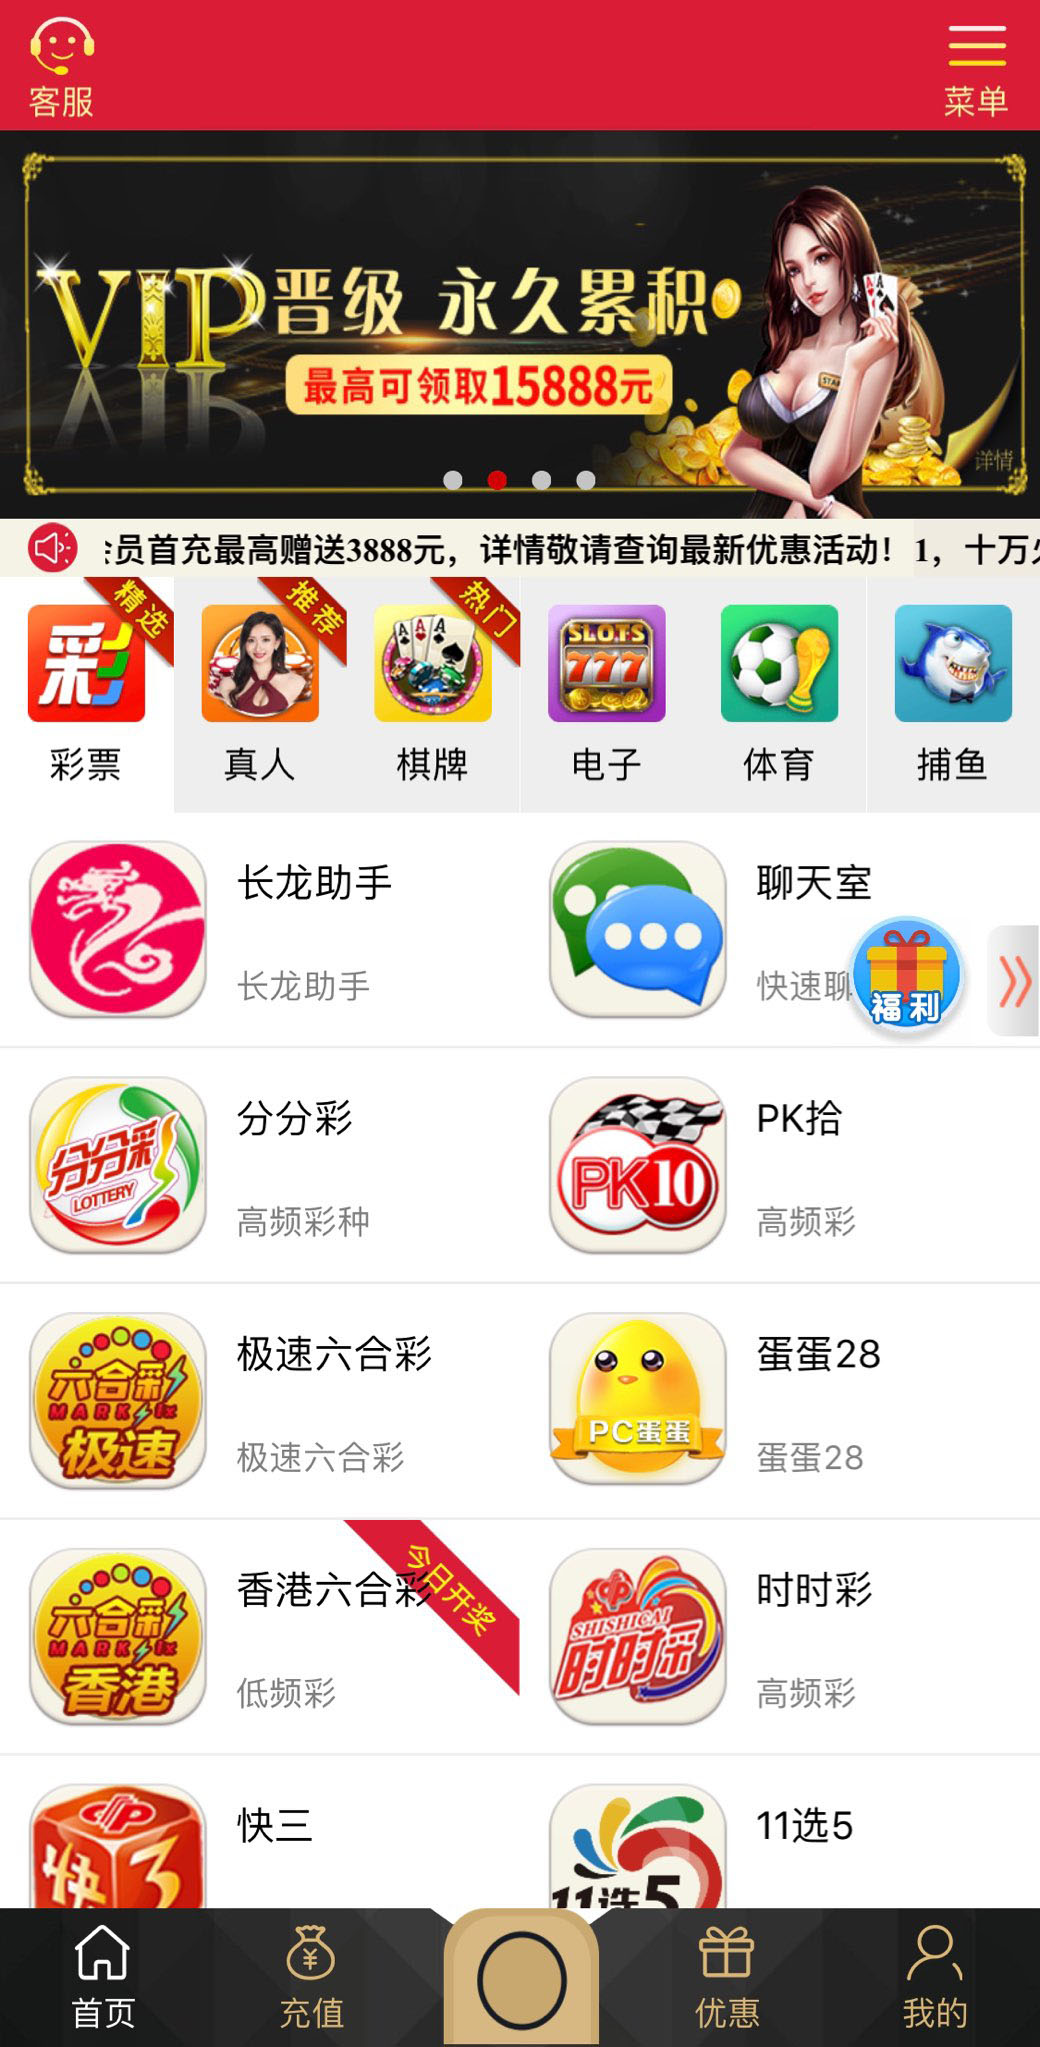 客服
菜单
VIP晋级 永久累积
最高可领取15888元
详情
员首充最高赠送3888元，详情敬请查询最新优惠活动！1，十万
精选
推荐
热门
彩
SLOTS
777
彩票
真人
棋牌
电子
体育
捕鱼
长龙助手
聊天室
长龙助手
快速聊
福利
分分彩
LOTTERY
分分彩
PK10
PK拾
高频彩种
高频彩
六合彩
MARK
极速
极速六合彩
PC蛋蛋
蛋蛋28
极速六合彩
蛋蛋28
今日开奖
六合彩
MARK
香港
香港六合彩
SHISHICAI
时时彩
时时彩
低频彩
高频彩
快3
快三
11选5
11选5
首页
充值
优惠
我的